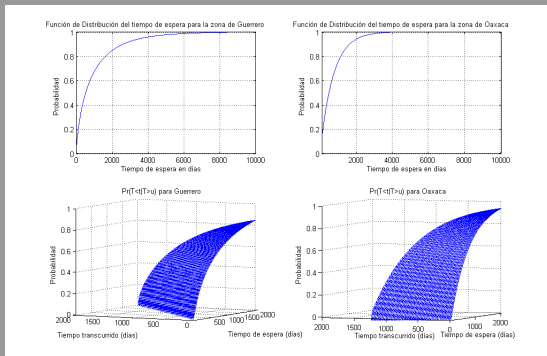 Función de Distribución del tiempo de espera para la zona de Guerrero
Probabilidad
1
0.8
0.6
0.4
0.2
0
0 2000 4000 6000 8000 10000
Tiempo de espera en días
Función de Distribución del tiempo de espera para la zona de Oaxaca
Probabilidad
1
0.8
0.6
0.4
0.2
0
0 2000 4000 6000 8000 10000
Tiempo de espera en días
Pr(T<t|T>u) para Guerrero
Probabilidad
1
0.8
0.6
0.4
0.2
0
2000 1500 1000 500 0
0 500 1000 1500 2000
Tiempo transcurrido (días)
Tiempo de espera (días)
Pr(T<t|T>u) para Oaxaca
Probabilidad
1
0.8
0.6
0.4
0.2
0
2000 1500 1000 500 0
0 1000 2000
Tiempo transcurrido (días)
Tiempo de espera (días)